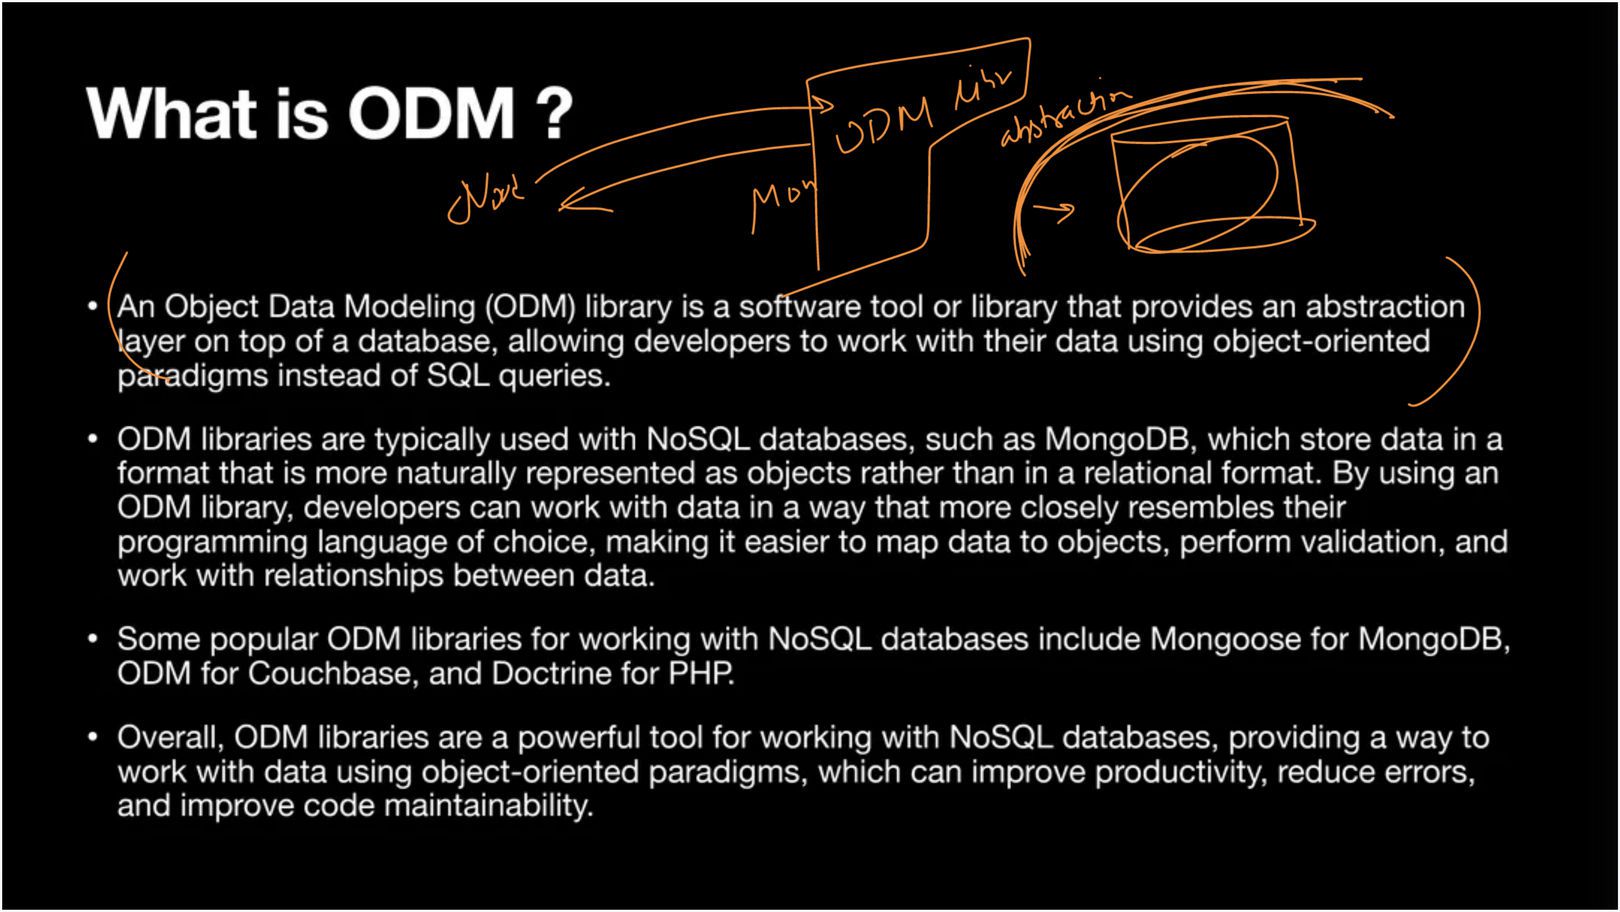 What is ODM ?
Node
ODM Libr
Mon
abstraction
• An Object Data Modeling (ODM) library is a software tool or library that provides an abstraction
layer on top of a database, allowing developers to work with their data using object-oriented
paradigms instead of SQL queries.
• ODM libraries are typically used with NoSQL databases, such as MongoDB, which store data in a
format that is more naturally represented as objects rather than in a relational format. By using an
ODM library, developers can work with data in a way that more closely resembles their
programming language of choice, making it easier to map data to objects, perform validation, and
work with relationships between data.
• Some popular ODM libraries for working with NoSQL databases include Mongoose for MongoDB,
ODM for Couchbase, and Doctrine for PHP.
• Overall, ODM libraries are a powerful tool for working with NoSQL databases, providing a way to
work with data using object-oriented paradigms, which can improve productivity, reduce errors,
and improve code maintainability.